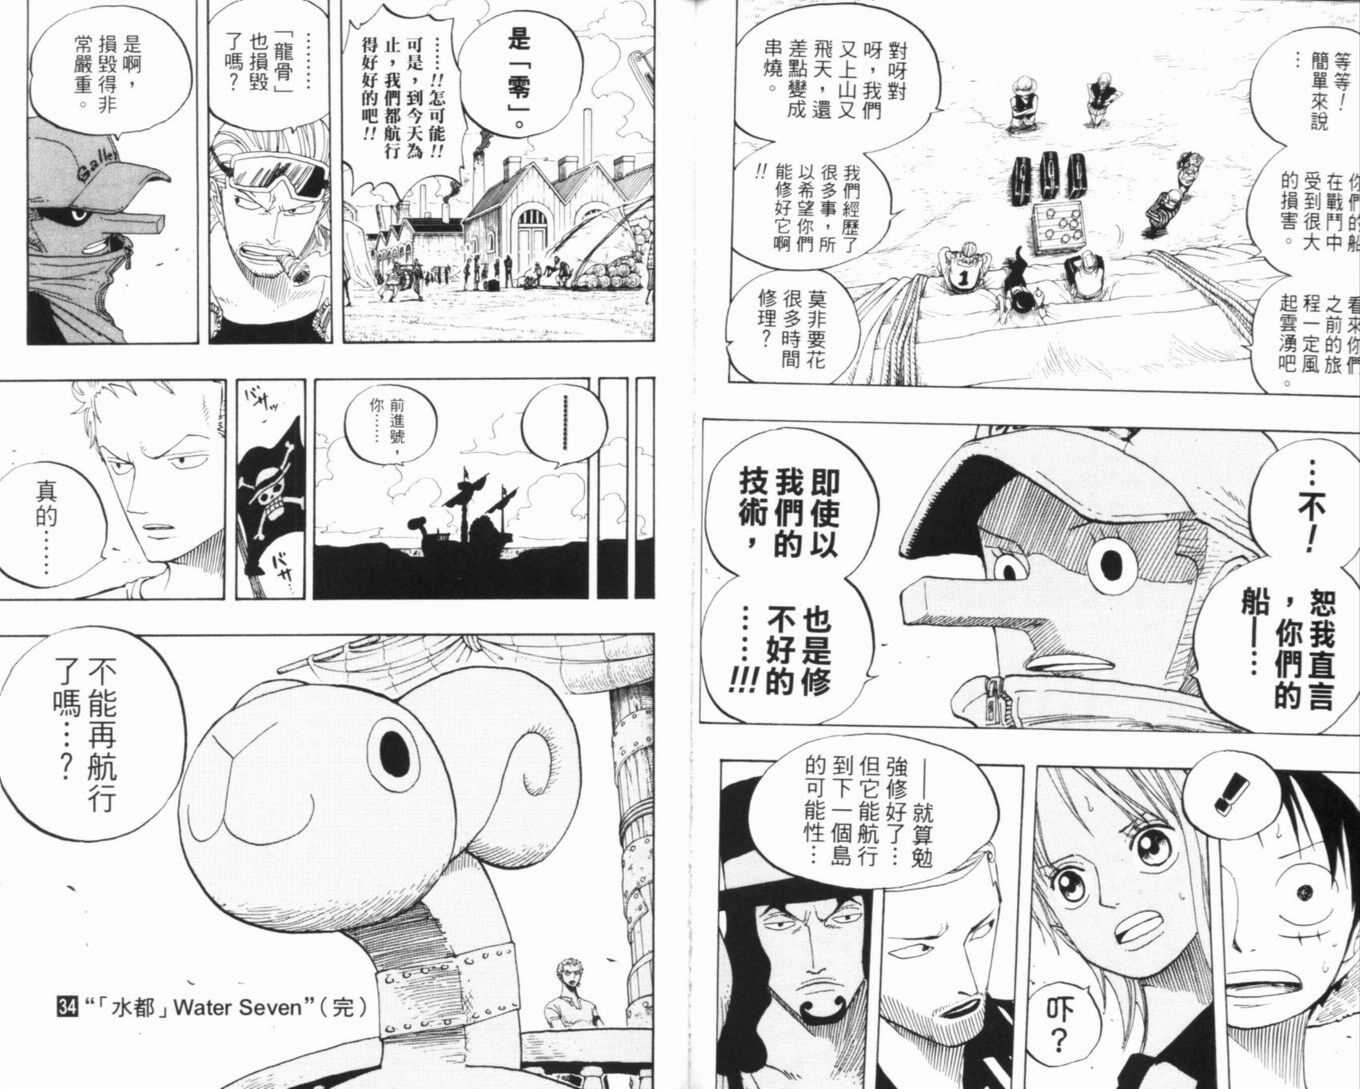 等等!
簡單來說
…
你們的船
在戰鬥中
受到很大
的損害。
看來你們
之前的旅
程一定風
起雲湧吧。
對呀對
呀,我們
又上山又
飛天,還
差點變成
串燒。
我們經歷了
很多事,所
以希望你們
能修好它啊
!!
莫非要花
很多時間
修理?
1
…不!
恕我直言
,你們的
船——…
即使以
我們的
技術,
也是修
不好的
……!!!
!
吓?
——就算勉
強修好了…
但它能航行
到下一個島
的可能性…
是「零」。
……!!怎可能!!
可是,到今天為
止,我們都航行
得好好的吧!!
………
「龍骨」
也損毀
了嗎?
是啊,
損毀得非
常嚴重。
Galley
…………
前進號,
你……
バサッ
バサ…
真的……
不能再航行
了嗎…?
34 “「水都」Water Seven”(完)